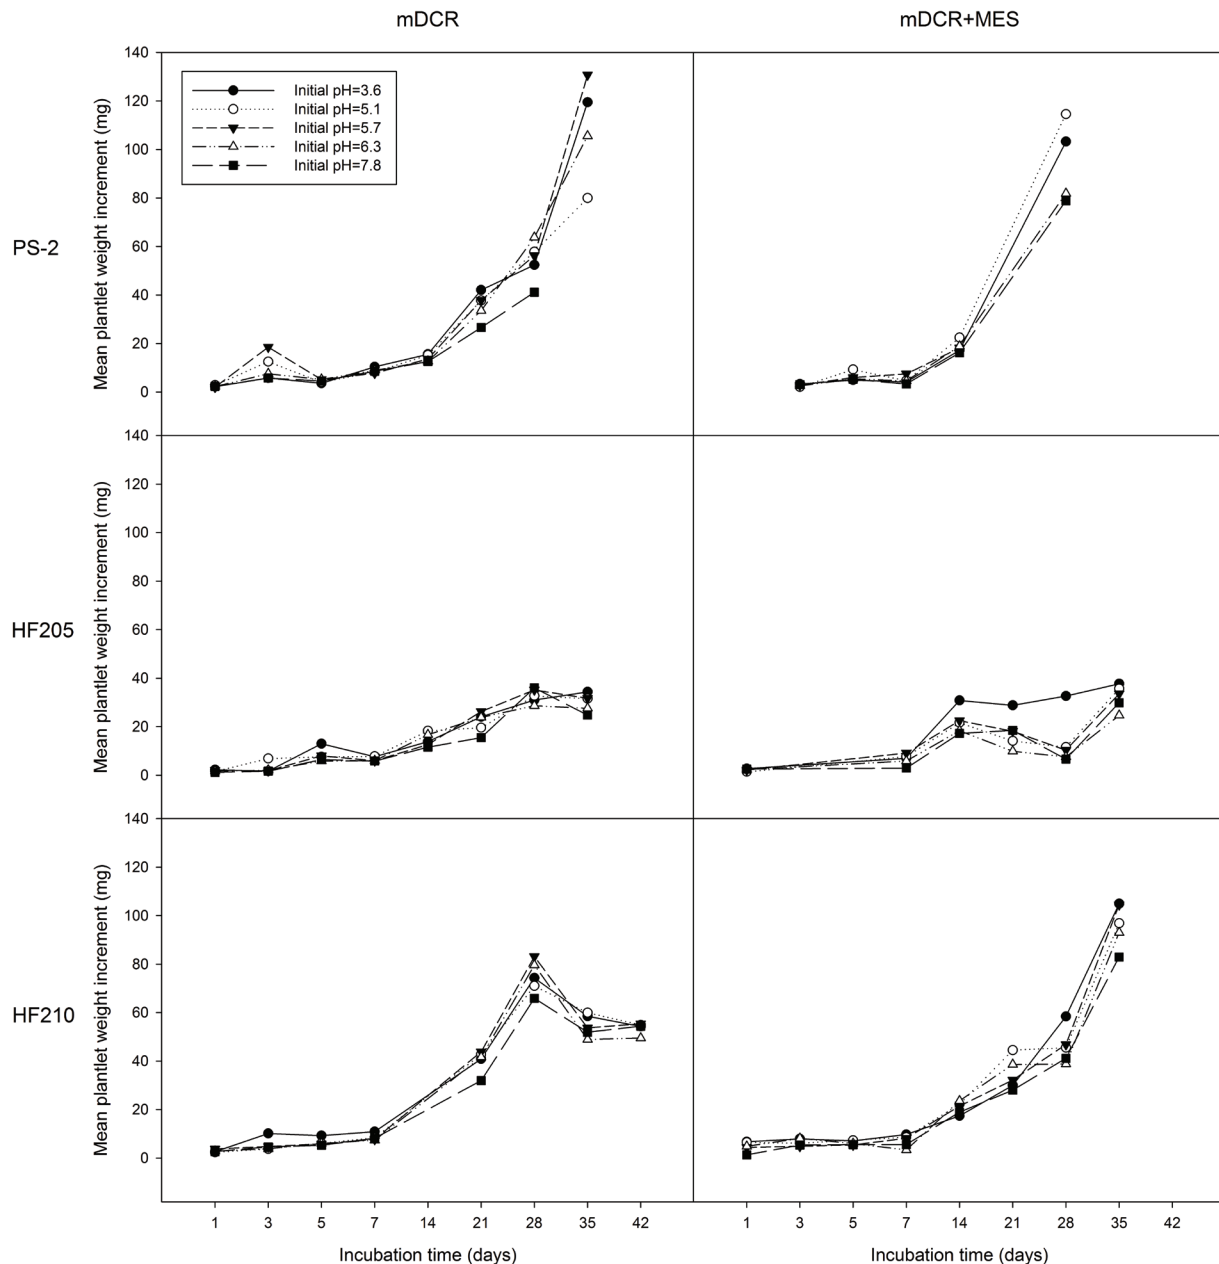 mDCR
mDCR+MES
PS-2
Mean plantlet weight increment (mg)
140
120
100
80
60
40
20
0
Initial pH=3.6
Initial pH=5.1
Initial pH=5.7
Initial pH=6.3
Initial pH=7.8
HF205
Mean plantlet weight increment (mg)
140
120
100
80
60
40
20
0
HF210
Mean plantlet weight increment (mg)
140
120
100
80
60
40
20
0
1 3 5 7 14 21 28 35 42
1 3 5 7 14 21 28 35 42
Incubation time (days)
Incubation time (days)